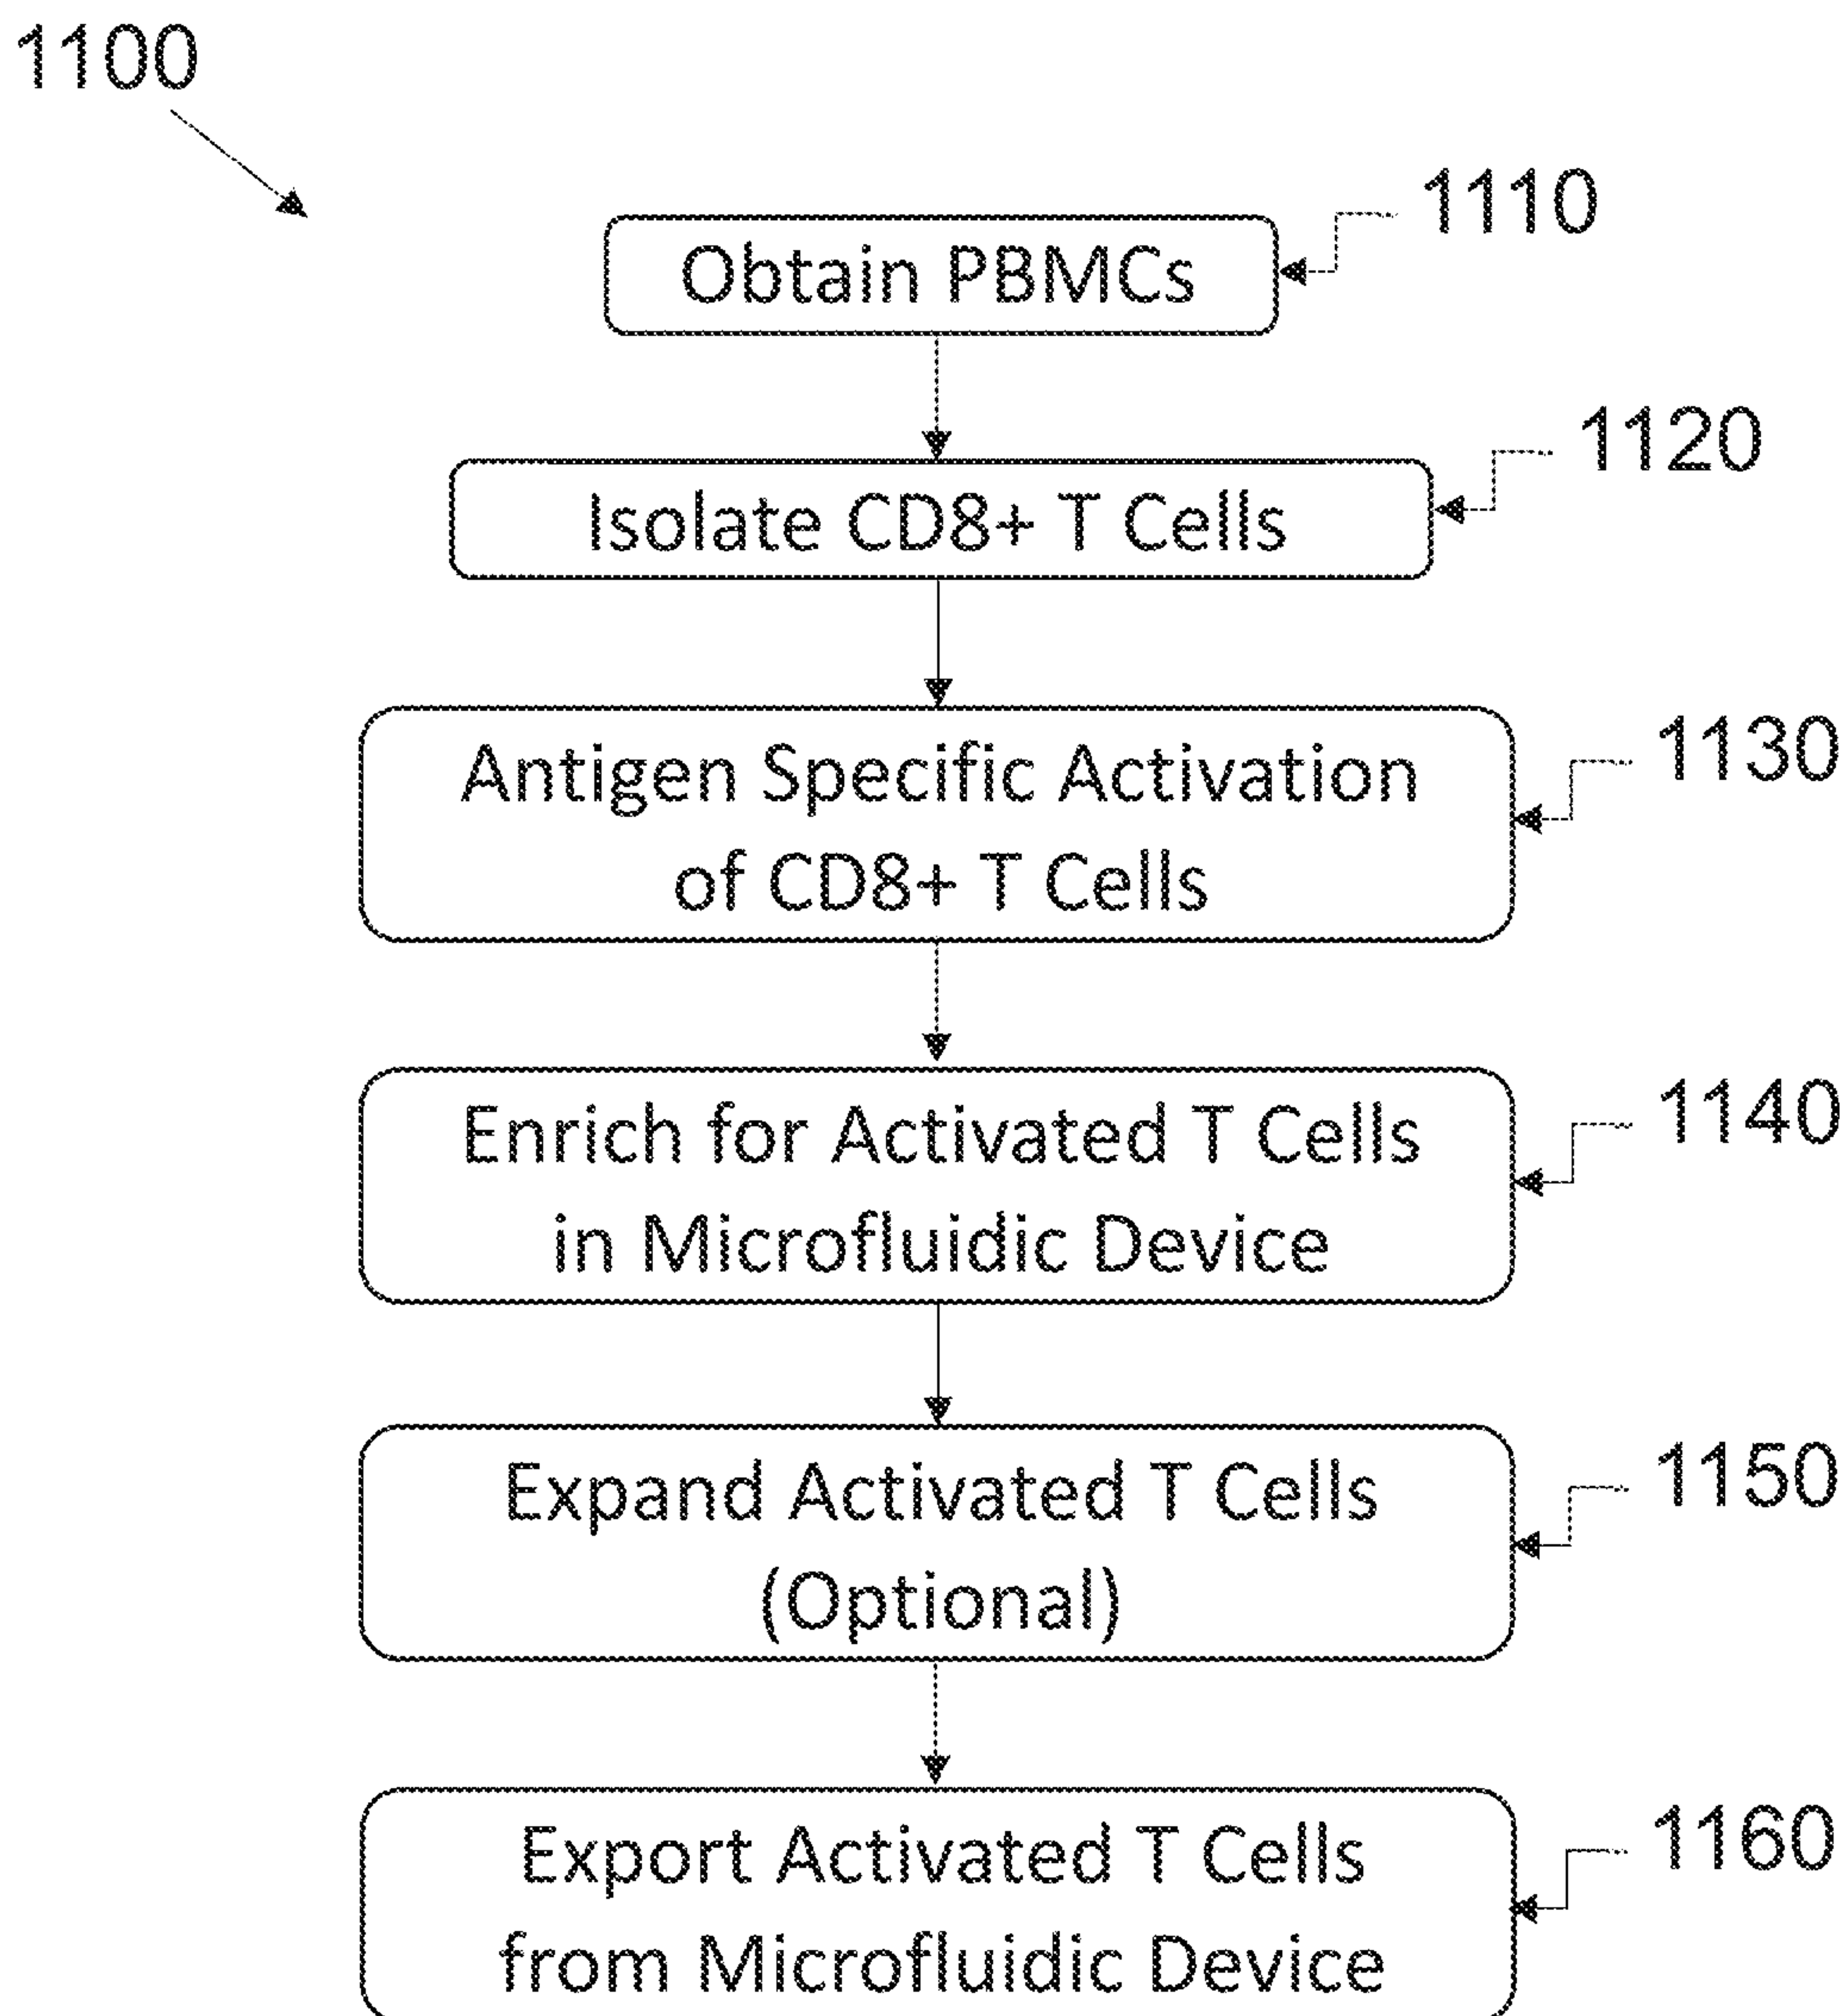 1100
1110
Obtain PBMCs
1120
Isolate CD8+ T Cells
1130
Antigen Specific Activation
of CD8+ T Cells
1140
Enrich for Activated T Cells
in Microfluidic Device
1150
Expand Activated T Cells
(Optional)
1160
Export Activated T Cells
from Microfluidic Device